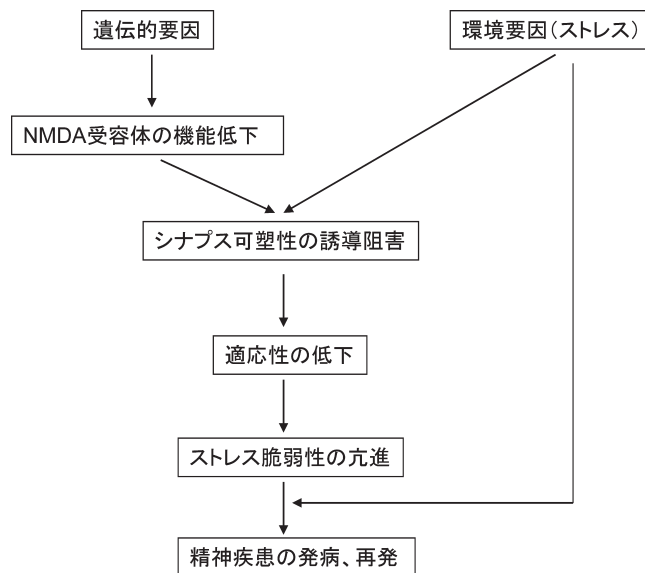 遺伝的要因
環境要因(ストレス)
NMDA受容体の機能低下
シナプス可塑性の誘導阻害
適応性の低下
ストレス脆弱性の亢進
精神疾患の発病、再発